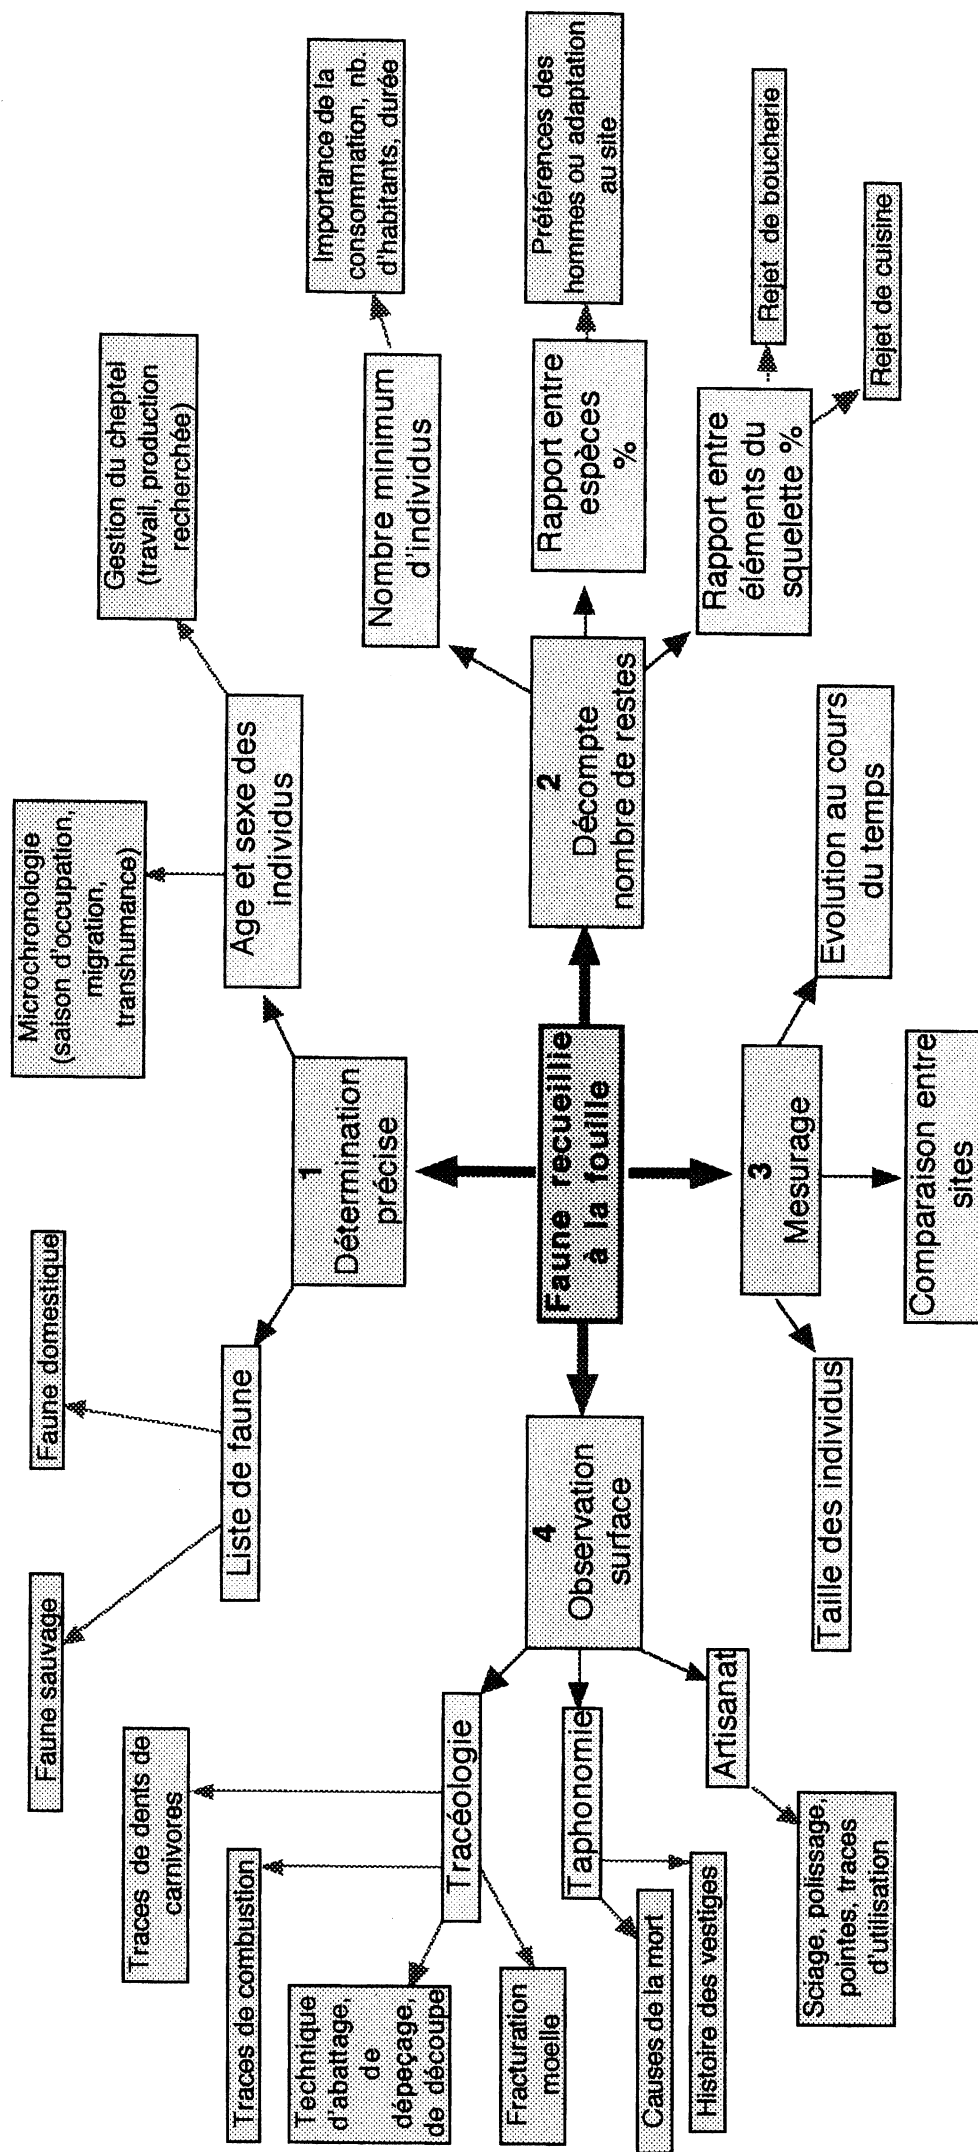 Faune recueillie
à la fouille
1
Détermination
précise
Liste de faune
Faune sauvage
Faune domestique
Age et sexe des
individus
Microchronologie
(saison d'occupation,
migration,
transhumance)
Gestion du cheptel
(travail, production
recherchée)
2
Décompte
nombre de restes
Nombre minimum
d'individus
Importance de la
consommation, nb.
d'habitants, durée
Rapport entre
espèces
%
Préférences des
hommes ou adaptation
au site
Rapport entre
éléments du
squelette %
Rejet de boucherie
Rejet de cuisine
3
Mesurage
Evolution au cours
du temps
Comparaison entre
sites
Taille des individus
4
Observation
surface
Tracéologie
Traces de dents de
carnivores
Traces de combustion
Technique
d'abattage,
de
dépeçage,
de découpe
Fracturation
moelle
Taphonomie
Causes de la mort
Histoire des vestiges
Artisanat
Sciage, polissage,
pointes, traces
d'utilisation